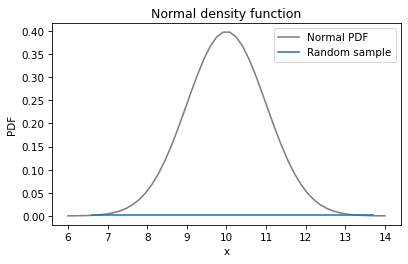 Normal density function
Normal PDF
Random sample
0.40
0.35
0.30
0.25
0.20
0.15
0.10
0.05
0.00
PDF
6 7 8 9 10 11 12 13 14
x